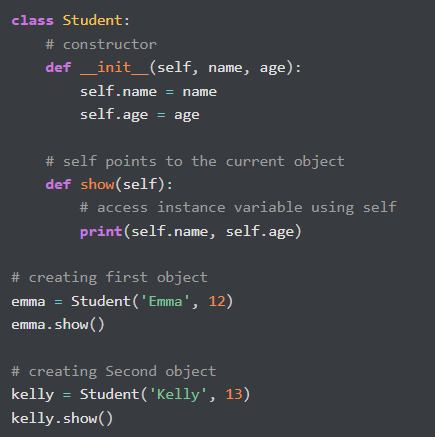 class Student:
    # constructor
    def __init__(self, name, age):
        self.name = name
        self.age = age

    # self points to the current object
    def show(self):
        # access instance variable using self
        print(self.name, self.age)

# creating first object
emma = Student('Emma', 12)
emma.show()

# creating Second object
kelly = Student('Kelly', 13)
kelly.show()